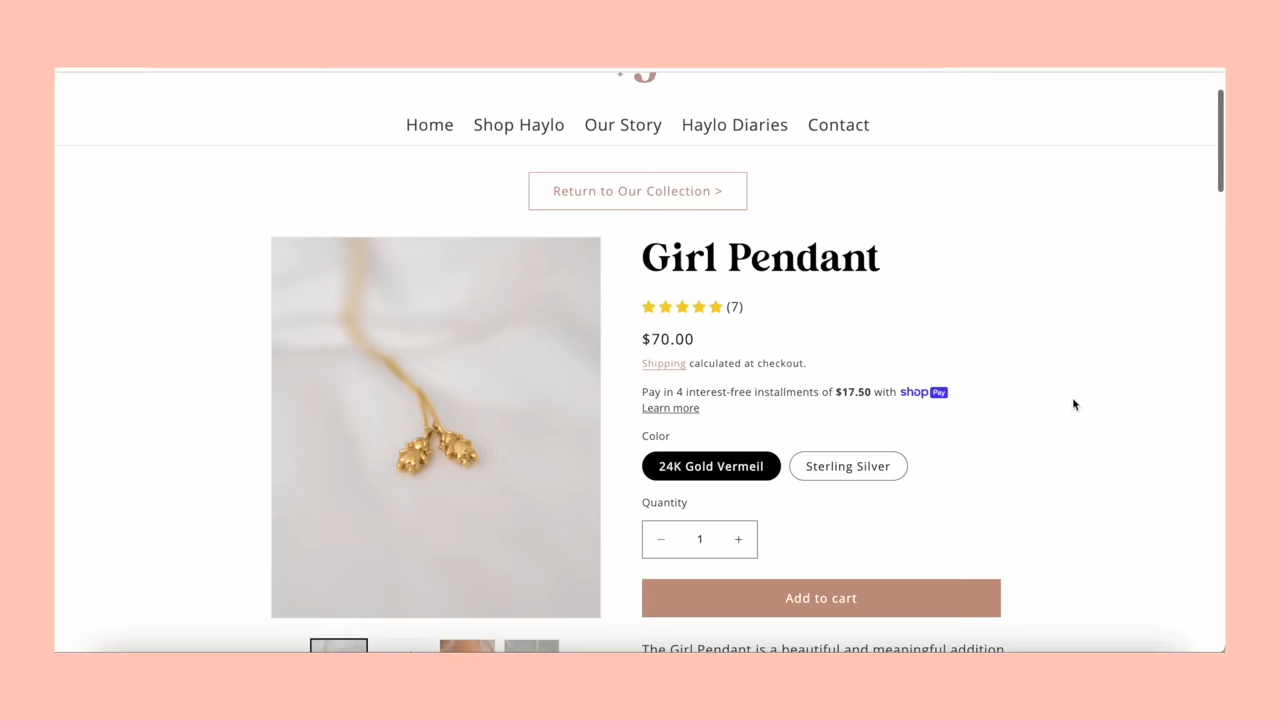 Home Shop Haylo Our Story Haylo Diaries Contact
Return to Our Collection >
Girl Pendant
(7)
$70.00
Shipping calculated at checkout.
Pay in 4 interest-free installments of $17.50 with shop Pay
Learn more
Color
24K Gold Vermeil Sterling Silver
Quantity
− 1 +
Add to cart
The Girl Pendant is a beautiful and meaningful addition